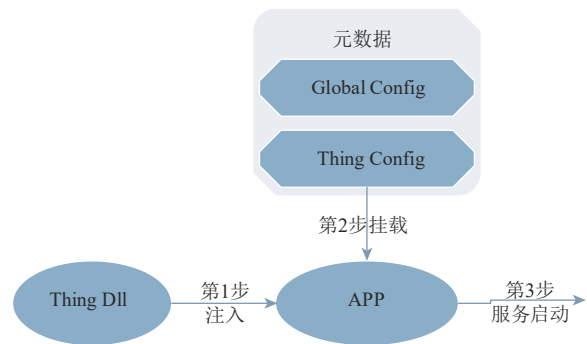 元数据
Global Config
Thing Config
第2步挂载
Thing Dll
第1步
注入
APP
第3步
服务启动